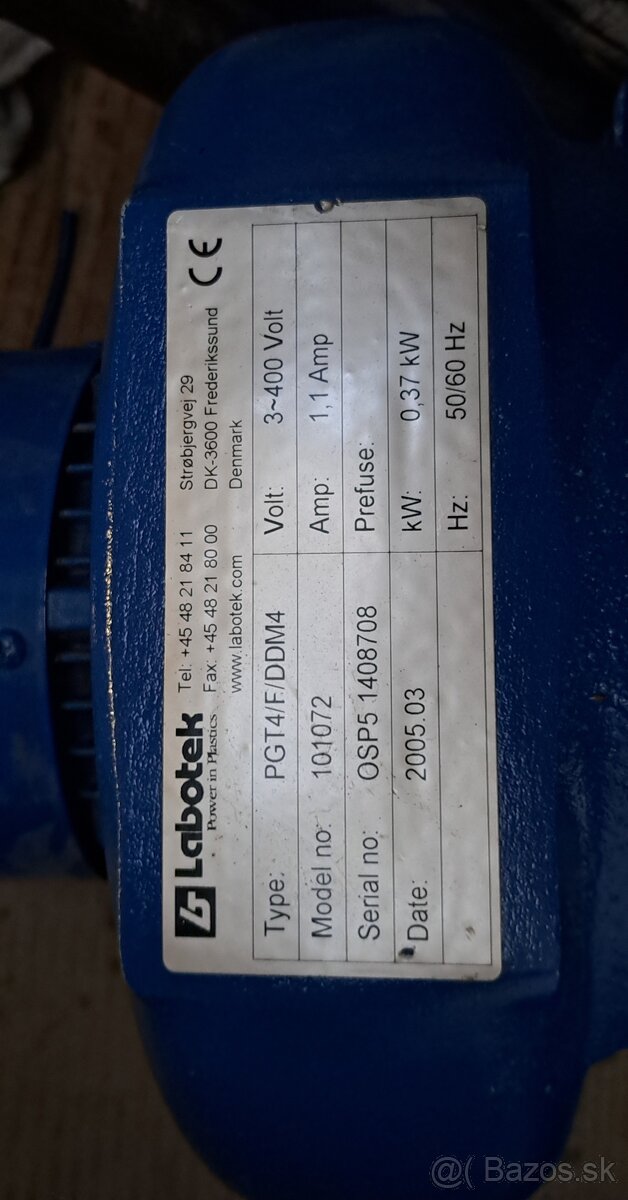 Labotek
Power in Plastics
Tel: +45 48 21 84 11
Fax: +45 48 21 80 00
www.labotek.com
Strøbjergvej 29
DK-3600 Frederikssund
Denmark
CE
Type: PGT4/F/DDM4 Volt: 3~400 Volt
Model no: 101072 Amp: 1,1 Amp
Serial no: OSP5 1408708 Prefuse:
Date: 2005.03 kW: 0,37 kW
Hz: 50/60 Hz
@( Bazos.sk